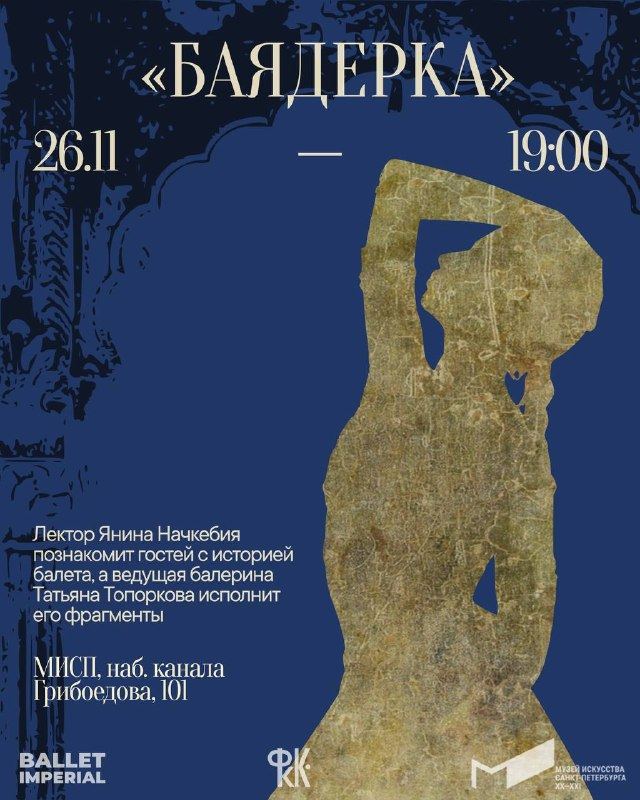 «БАЯДЕРКА»
26.11 — 19:00
Лектор Янина Начкебия
познакомит гостей с историей
балета, а ведущая балерина
Татьяна Топоркова исполнит
его фрагменты
МИСП, наб. канала
Грибоедова, 101
BALLET
IMPERIAL
ФКК
МУЗЕЙ ИСКУССТВА
САНКТ-ПЕТЕРБУРГА
XX–XXI